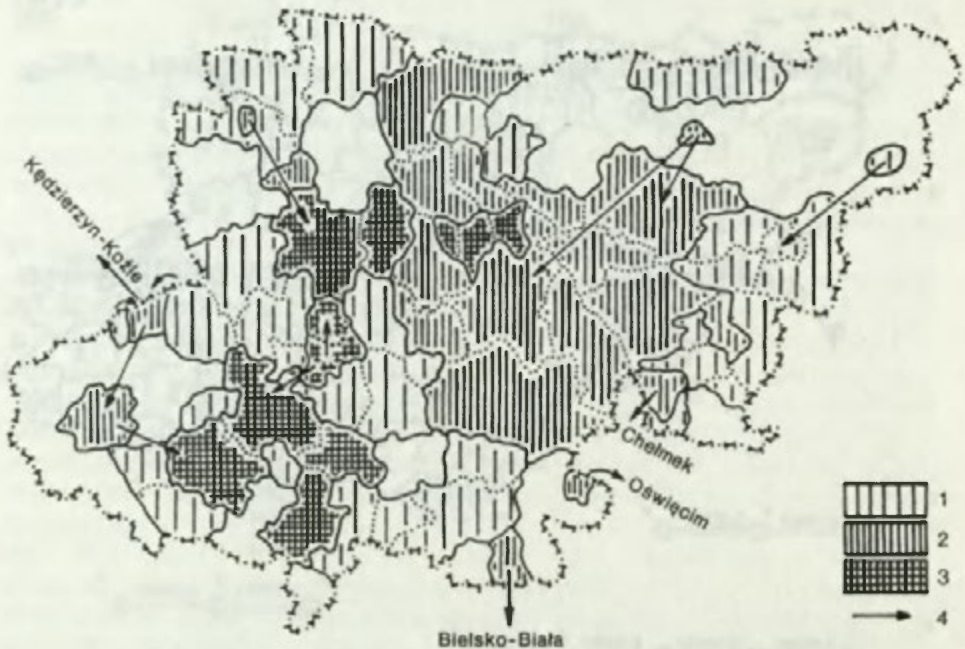 Kędzierzyn-Koźle
Chełmek
Oświęcim
1
2
3
4
Bielsko-Biała